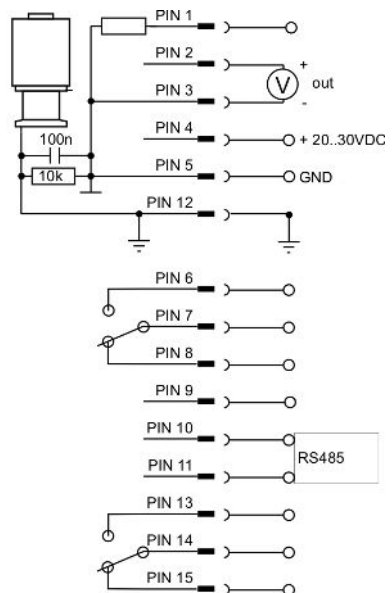 PIN 1
PIN 2
+
V
out
PIN 3
-
PIN 4
+ 20..30VDC
100n
PIN 5
GND
10k
PIN 12
PIN 6
PIN 7
PIN 8
PIN 9
PIN 10
RS485
PIN 11
PIN 13
PIN 14
PIN 15